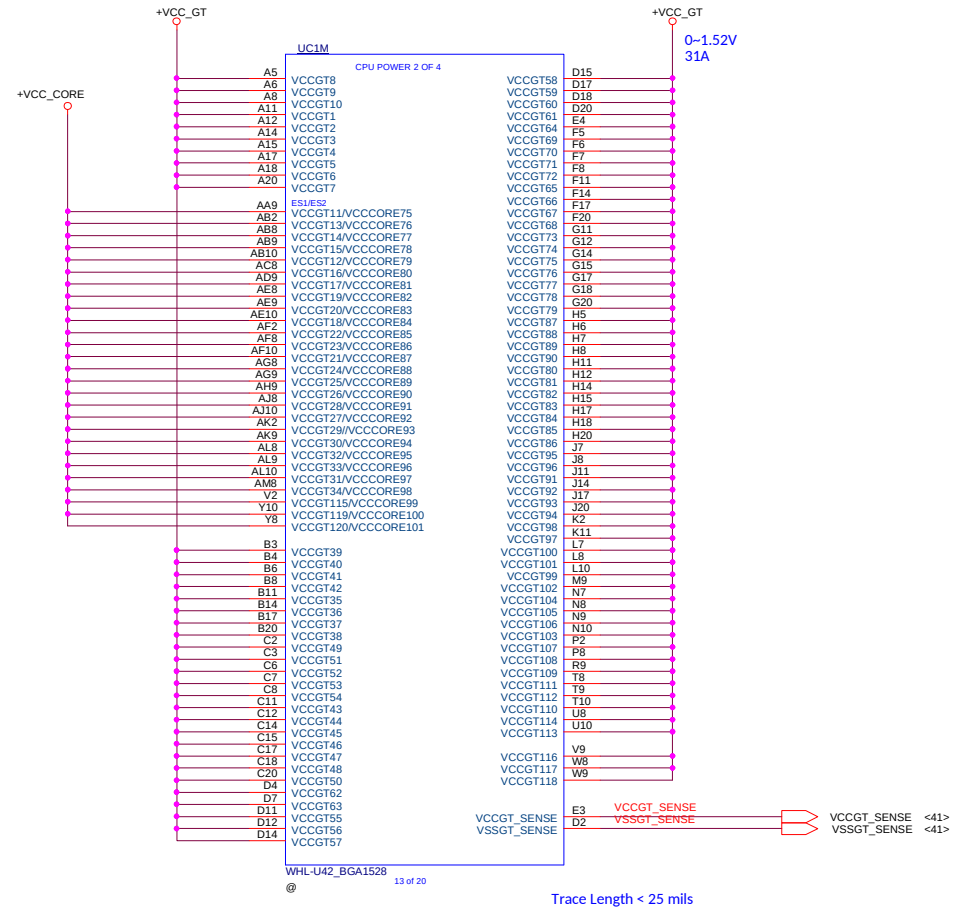 +VCC_GT
+VCC_GT
0~1.52V
31A
+VCC_CORE
UC1M
CPU POWER 2 OF 4
A5 VCCGT8
A6 VCCGT9
A8 VCCGT10
A11 VCCGT1
A12 VCCGT2
A14 VCCGT3
A15 VCCGT4
A17 VCCGT5
A18 VCCGT6
A20 VCCGT7
ES1/ES2
AA9 VCCGT11/VCCCORE75
AB2 VCCGT13/VCCCORE76
AB8 VCCGT14/VCCCORE77
AB9 VCCGT15/VCCCORE78
AB10 VCCGT12/VCCCORE79
AC8 VCCGT16/VCCCORE80
AD9 VCCGT17/VCCCORE81
AE8 VCCGT19/VCCCORE82
AE9 VCCGT20/VCCCORE83
AE10 VCCGT18/VCCCORE84
AF2 VCCGT22/VCCCORE85
AF8 VCCGT23/VCCCORE86
AF10 VCCGT21/VCCCORE87
AG8 VCCGT24/VCCCORE88
AG9 VCCGT25/VCCCORE89
AH9 VCCGT26/VCCCORE90
AJ8 VCCGT28/VCCCORE91
AJ10 VCCGT27/VCCCORE92
AK2 VCCGT29//VCCCORE93
AK9 VCCGT30/VCCCORE94
AL8 VCCGT32/VCCCORE95
AL9 VCCGT33/VCCCORE96
AL10 VCCGT31/VCCCORE97
AM8 VCCGT34/VCCCORE98
V2 VCCGT115/VCCCORE99
Y10 VCCGT119/VCCCORE100
Y8 VCCGT120/VCCCORE101
B3 VCCGT39
B4 VCCGT40
B6 VCCGT41
B8 VCCGT42
B11 VCCGT35
B14 VCCGT36
B17 VCCGT37
B20 VCCGT38
C2 VCCGT49
C3 VCCGT51
C6 VCCGT52
C7 VCCGT53
C8 VCCGT54
C11 VCCGT43
C12 VCCGT44
C14 VCCGT45
C15 VCCGT46
C17 VCCGT47
C18 VCCGT48
C20 VCCGT50
D4 VCCGT62
D7 VCCGT63
D11 VCCGT55
D12 VCCGT56
D14 VCCGT57
VCCGT58 D15
VCCGT59 D17
VCCGT60 D18
VCCGT61 D20
VCCGT64 E4
VCCGT69 F5
VCCGT70 F6
VCCGT71 F7
VCCGT72 F8
VCCGT65 F11
VCCGT66 F14
VCCGT67 F17
VCCGT68 F20
VCCGT73 G11
VCCGT74 G12
VCCGT75 G14
VCCGT76 G15
VCCGT77 G17
VCCGT78 G18
VCCGT79 G20
VCCGT87 H5
VCCGT88 H6
VCCGT89 H7
VCCGT90 H8
VCCGT80 H11
VCCGT81 H12
VCCGT82 H14
VCCGT83 H15
VCCGT84 H17
VCCGT85 H18
VCCGT86 H20
VCCGT95 J7
VCCGT96 J8
VCCGT91 J11
VCCGT92 J14
VCCGT93 J17
VCCGT94 J20
VCCGT98 K2
VCCGT97 K11
VCCGT100 L7
VCCGT101 L8
VCCGT99 L10
VCCGT102 M9
VCCGT104 N7
VCCGT105 N8
VCCGT106 N9
VCCGT103 N10
VCCGT107 P2
VCCGT108 P8
VCCGT109 R9
VCCGT111 T8
VCCGT112 T9
VCCGT110 T10
VCCGT114 U8
VCCGT113 U10
VCCGT116 V9
VCCGT117 W8
VCCGT118 W9
VCCGT_SENSE E3 VCCGT_SENSE VCCGT_SENSE <41>
VSSGT_SENSE D2 VSSGT_SENSE VSSGT_SENSE <41>
WHL-U42_BGA1528
13 of 20
@
Trace Length < 25 mils